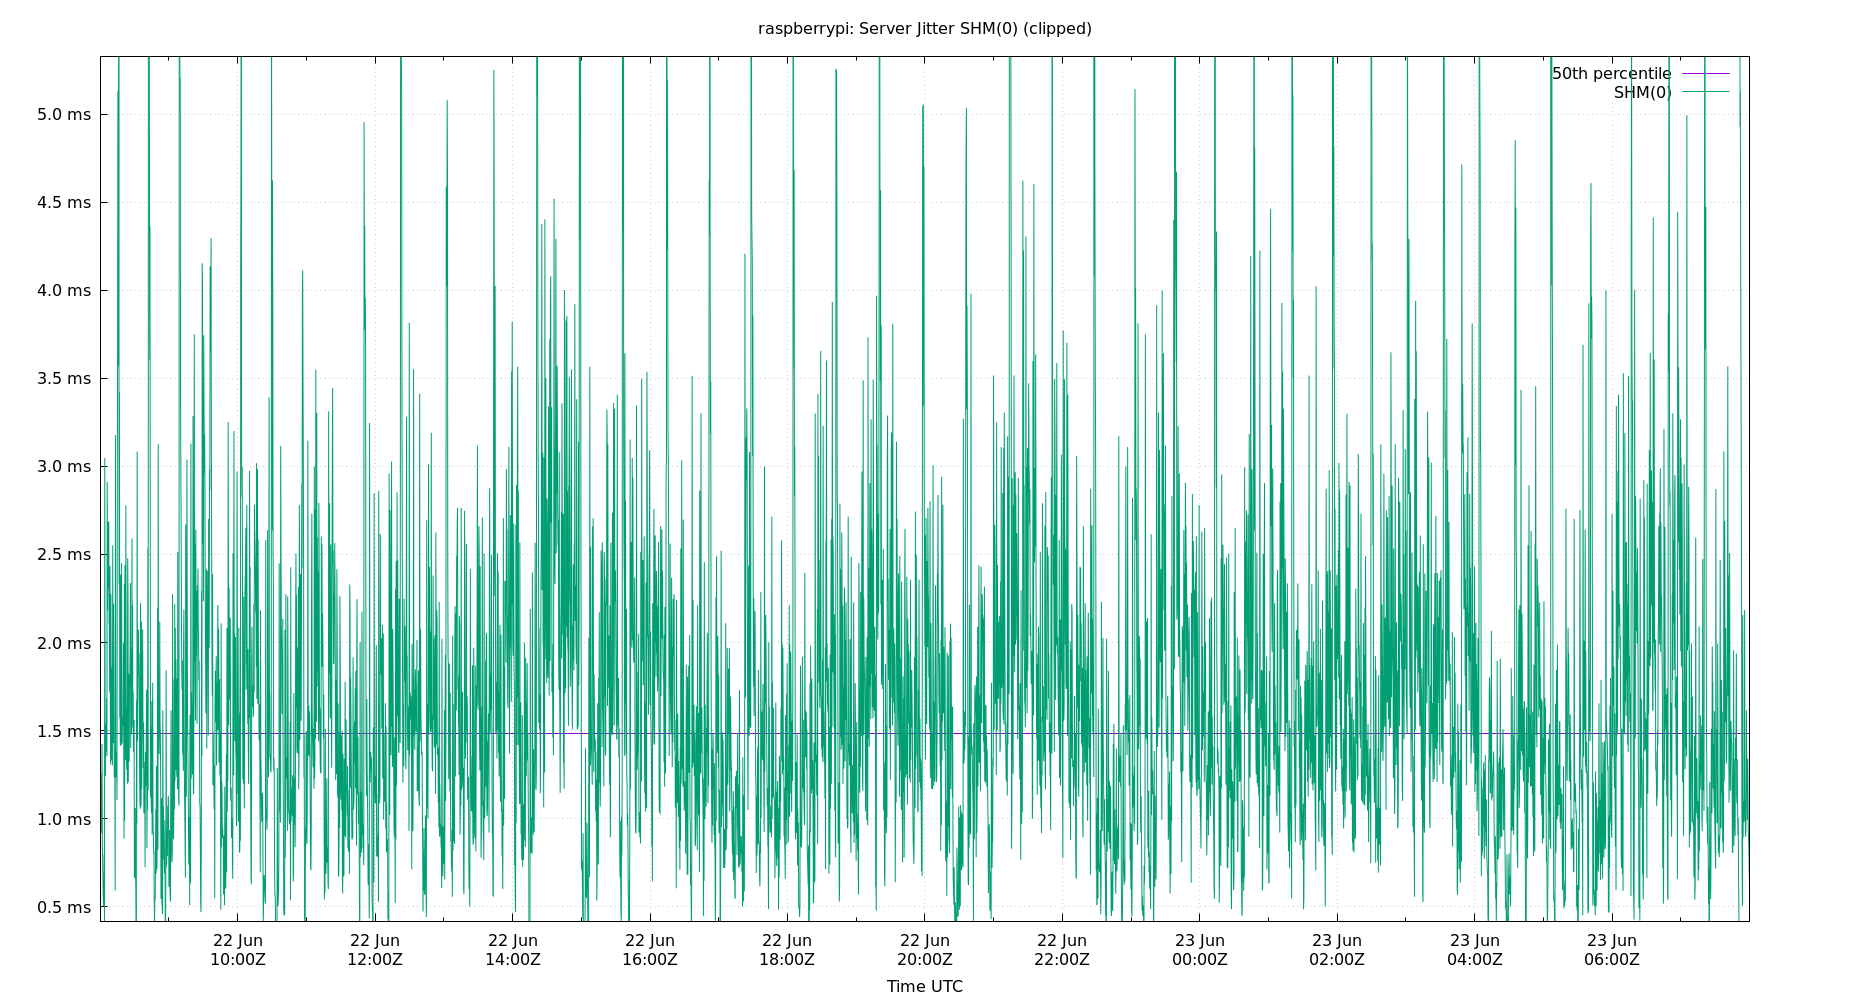 raspberrypi: Server Jitter SHM(0) (clipped)
50th percentile
SHM(0)
5.0 ms
4.5 ms
4.0 ms
3.5 ms
3.0 ms
2.5 ms
2.0 ms
1.5 ms
1.0 ms
0.5 ms
22 Jun 22 Jun 22 Jun 22 Jun 22 Jun 22 Jun 22 Jun 23 Jun 23 Jun 23 Jun 23 Jun
10:00Z 12:00Z 14:00Z 16:00Z 18:00Z 20:00Z 22:00Z 00:00Z 02:00Z 04:00Z 06:00Z
Time UTC